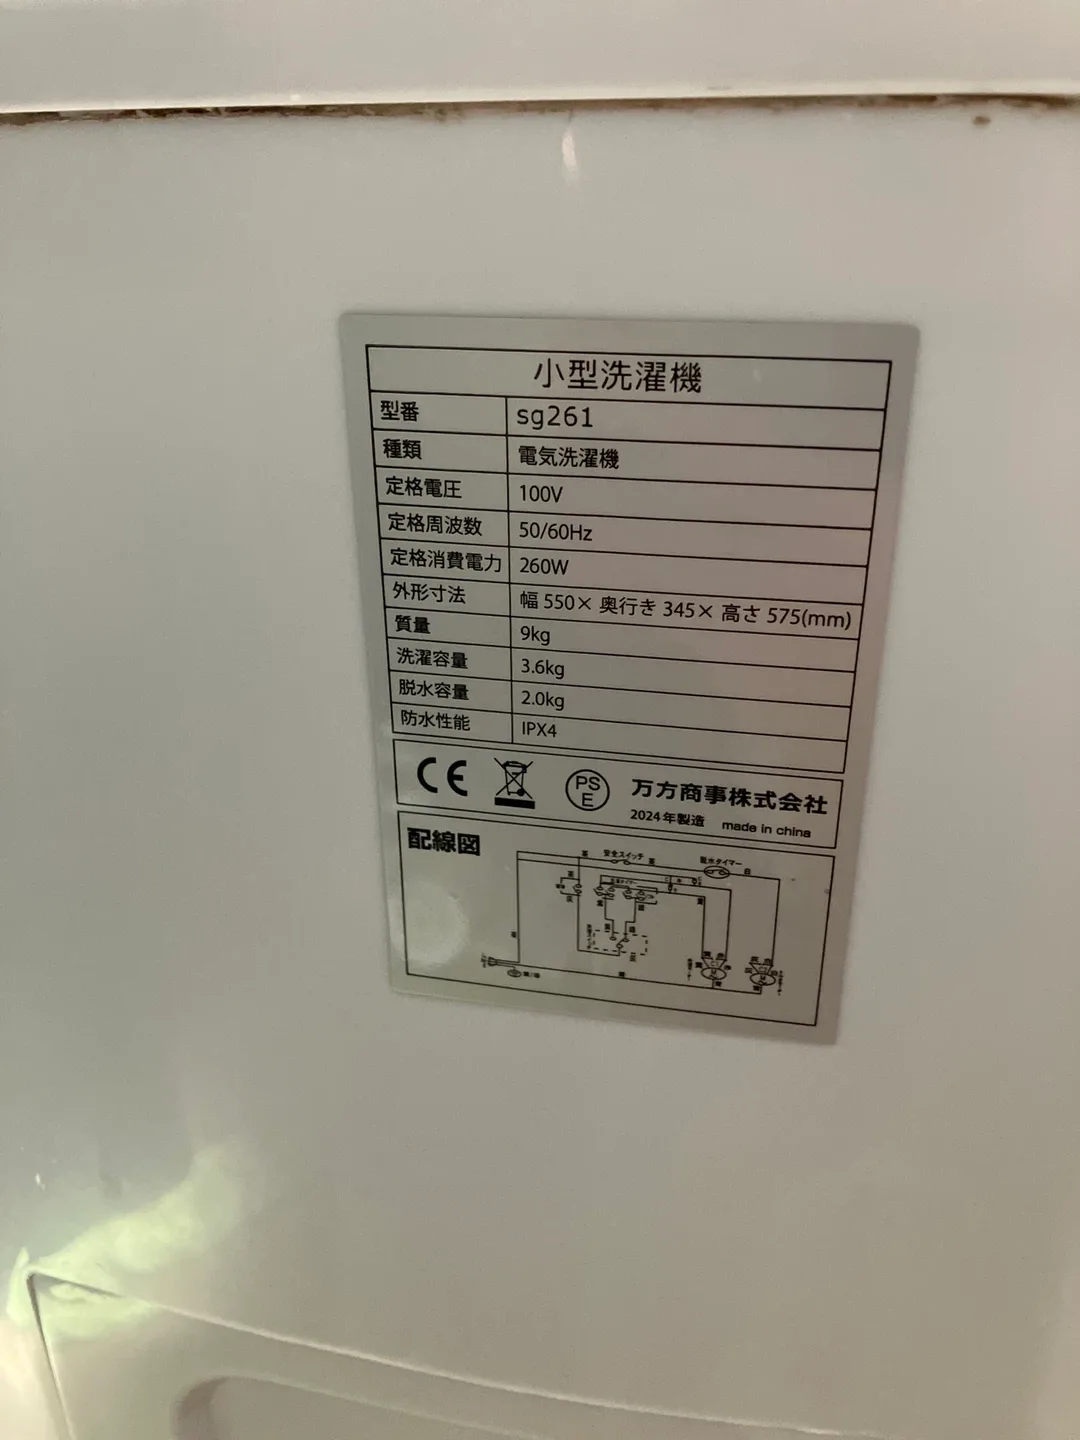 小型洗濯機
型番 sg261
種類 電気洗濯機
定格電圧 100V
定格周波数 50/60Hz
定格消費電力 260W
外形寸法 幅 550× 奥行き 345× 高さ 575(mm)
質量 9kg
洗濯容量 3.6kg
脱水容量 2.0kg
防水性能 IPX4
CE PSE 万方商事株式会社
2024年製造 made in china
配線図
安全スイッチ
脱水タイマー
白